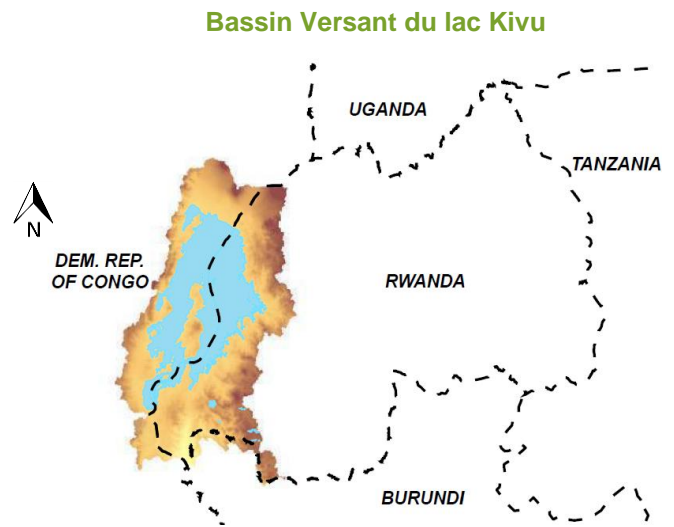 Bassin Versant du lac Kivu
UGANDA
TANZANIA
N
DEM. REP.
OF CONGO
RWANDA
BURUNDI